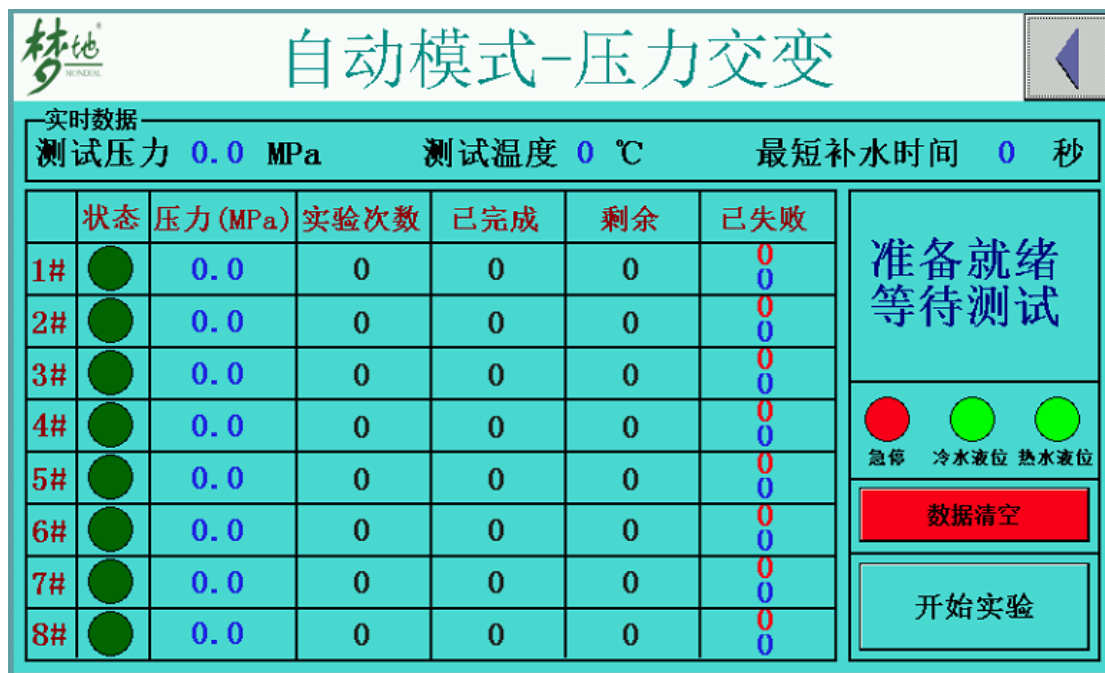 梦地
MONDIAL
自动模式-压力交变
实时数据
测试压力 0.0 MPa 测试温度 0 ℃ 最短补水时间 0 秒
状态 压力(MPa) 实验次数 已完成 剩余 已失败
1# 0.0 0 0 0 0
0
2# 0.0 0 0 0 0
0
3# 0.0 0 0 0 0
0
4# 0.0 0 0 0 0
0
5# 0.0 0 0 0 0
0
6# 0.0 0 0 0 0
0
7# 0.0 0 0 0 0
0
8# 0.0 0 0 0 0
0
准备就绪
等待测试
急停 冷水液位 热水液位
数据清空
开始实验